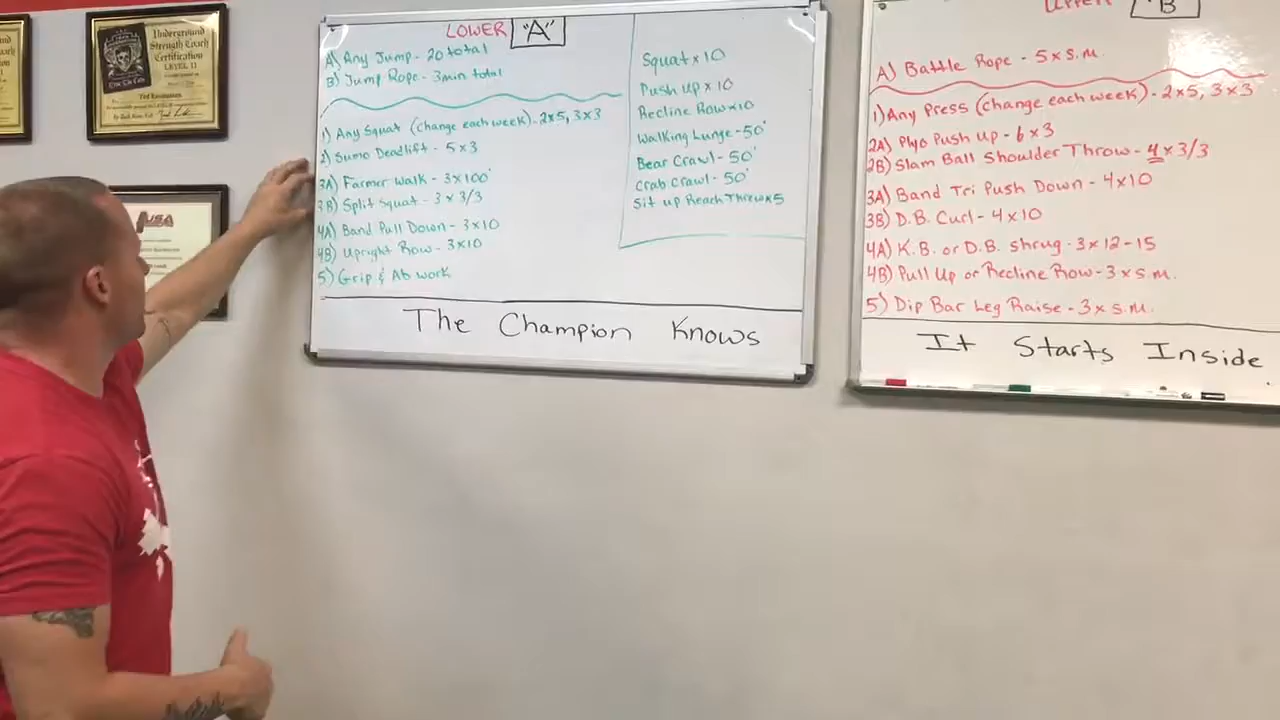 Underground
Strength Coach
Certification
LEVEL 11
USA
LOWER "A"
A) Any Jump - 20 total
B) Jump Rope - 3min total
1) Any Squat (change each week) - 2x5, 3x3
2) Sumo Deadlift - 5x3
3A) Farmer Walk - 3x100'
3B) Split Squat - 3x3/3
4A) Band Pull Down - 3x10
4B) Upright Row - 3x10
5) Grip & Ab work
Squat x 10
Push up x 10
Recline Row x 10
Walking Lunge - 50'
Bear Crawl - 50'
Crab Crawl - 50'
Sit up Reach Throw x 5
The Champion Knows
UPPER "B"
A) Battle Rope - 5 x s.m.
1) Any Press (change each week) - 2x5, 3x3
2A) Plyo Push up - 6x3
2B) Slam Ball Shoulder Throw - 4x3/3
3A) Band Tri Push Down - 4x10
3B) D.B. Curl - 4x10
4A) K.B. or D.B. shrug - 3x12-15
4B) Pull Up or Recline Row - 3 x s.m.
5) Dip Bar Leg Raise - 3 x s.m.
It Starts Inside